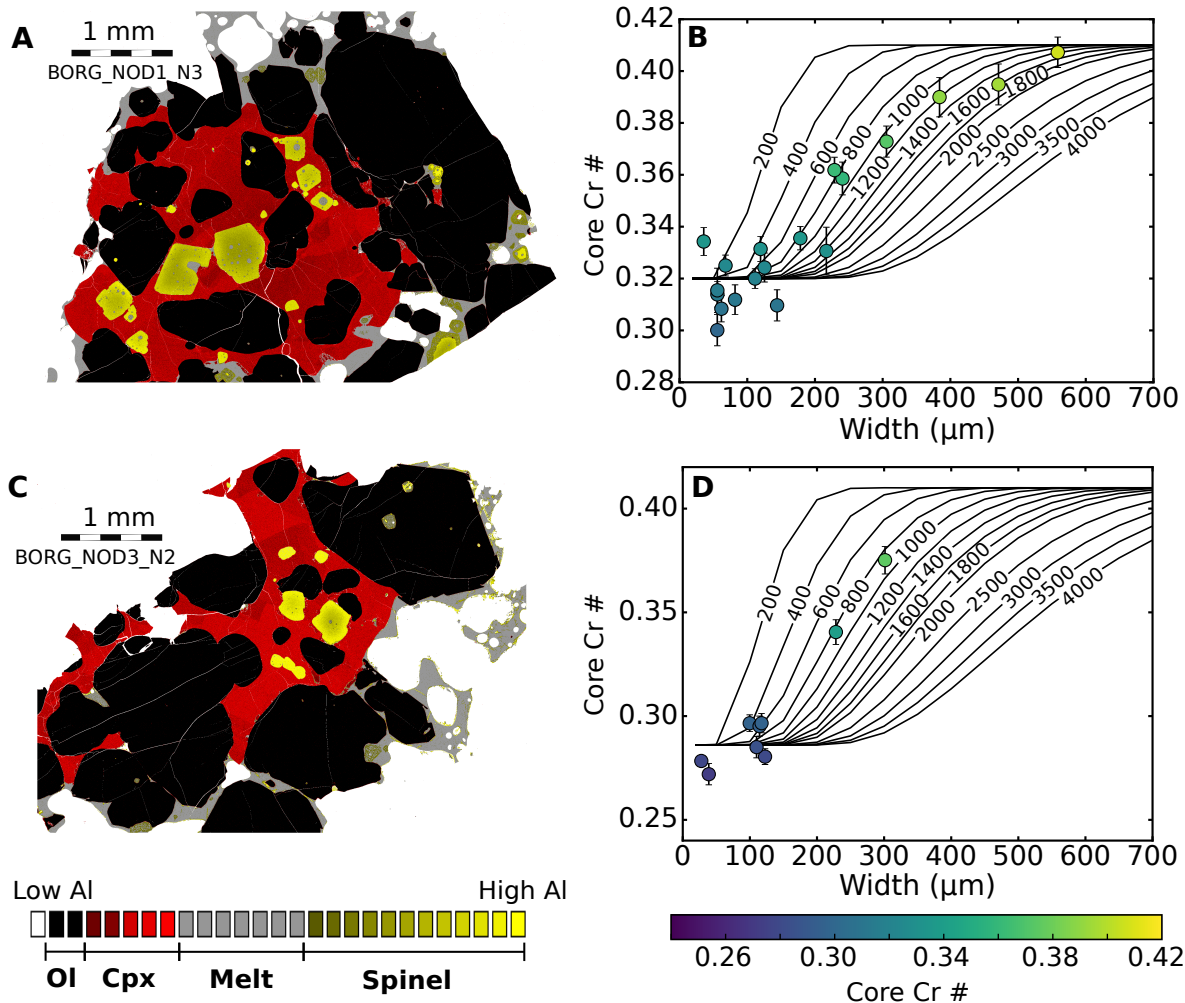 A
1 mm
BORG_NOD1_N3
B
0.42
0.40
0.38
0.36
0.34
0.32
0.30
0.28
Core Cr #
200
400
600
800
1000
1200
1400
1600
1800
2000
2500
3000
3500
4000
0 100 200 300 400 500 600 700
Width (μm)
C
1 mm
BORG_NOD3_N2
D
0.40
0.35
0.30
0.25
Core Cr #
200
400
600
800
1000
1200
1400
1600
1800
2000
2500
3000
3500
4000
0 100 200 300 400 500 600 700
Width (μm)
Low Al High Al
Ol Cpx Melt Spinel
0.26 0.30 0.34 0.38 0.42
Core Cr #